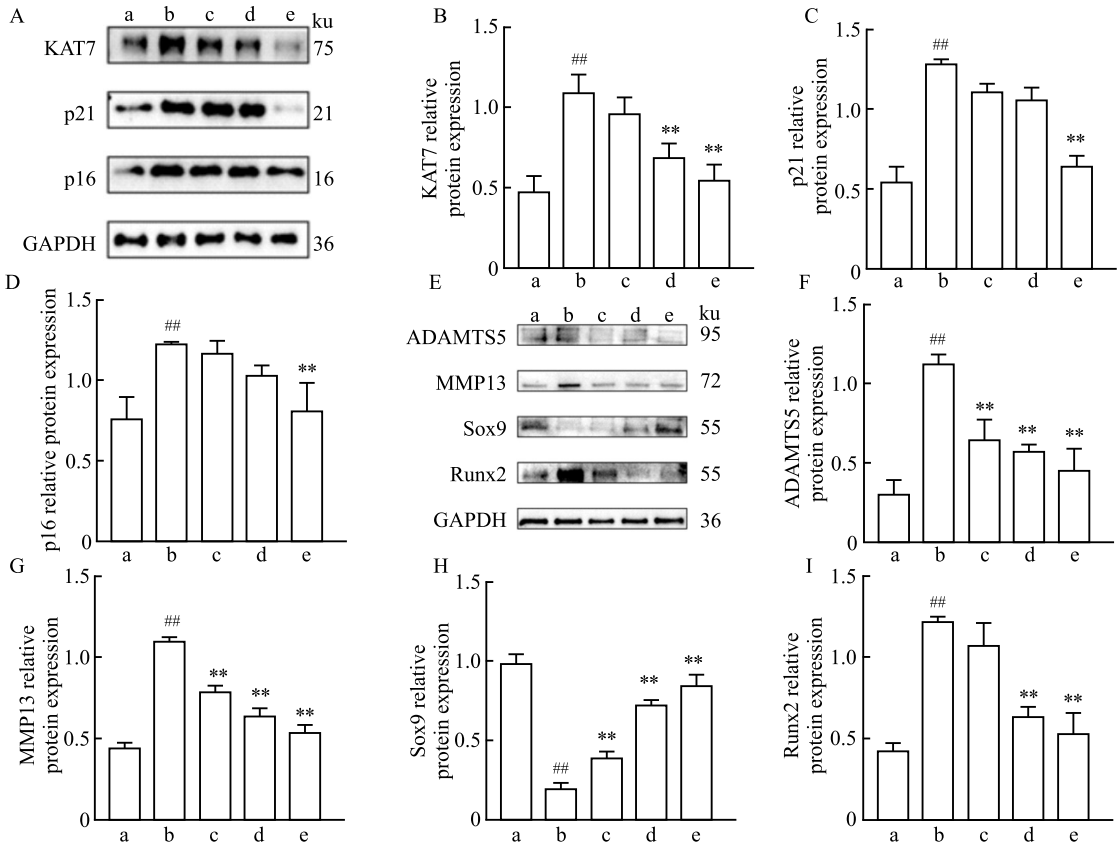 A
a b c d e ku
KAT7 75
p21 21
p16 16
GAPDH 36
B
KAT7 relative
protein expression
1.5
1.0
0.5
0
##
**
**
a b c d e
C
p21 relative
protein expression
1.5
1.0
0.5
0
##
**
a b c d e
D
p16 relative protein expression
1.5
1.0
0.5
0
##
**
a b c d e
E
a b c d e ku
ADAMTS5 95
MMP13 72
Sox9 55
Runx2 55
GAPDH 36
F
ADAMTS5 relative
protein expression
1.5
1.0
0.5
0
##
**
**
**
a b c d e
G
MMP13 relative
protein expression
1.5
1.0
0.5
0
##
**
**
**
a b c d e
H
Sox9 relative
protein expression
1.5
1.0
0.5
0
##
**
**
**
a b c d e
I
Runx2 relative
protein expression
1.5
1.0
0.5
0
##
**
**
a b c d e